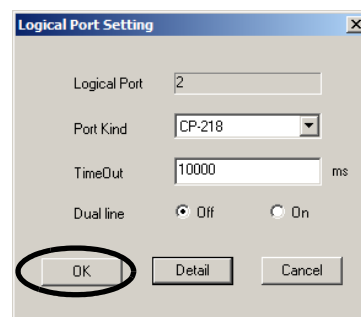 Logical Port Setting
Logical Port 2
Port Kind CP-218
TimeOut 10000 ms
Dual line Off On
OK Detail Cancel